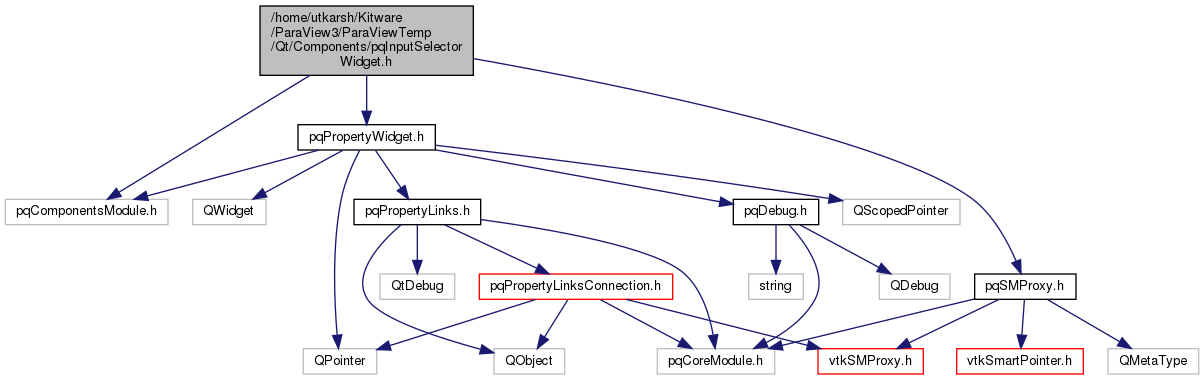 /home/utkarsh/Kitware
/ParaView3/ParaViewTemp
/Qt/Components/pqInputSelector
Widget.h
pqPropertyWidget.h
pqComponentsModule.h
QWidget
pqPropertyLinks.h
pqDebug.h
QScopedPointer
QtDebug
pqPropertyLinksConnection.h
string
QDebug
pqSMProxy.h
QPointer
QObject
pqCoreModule.h
vtkSMProxy.h
vtkSmartPointer.h
QMetaType